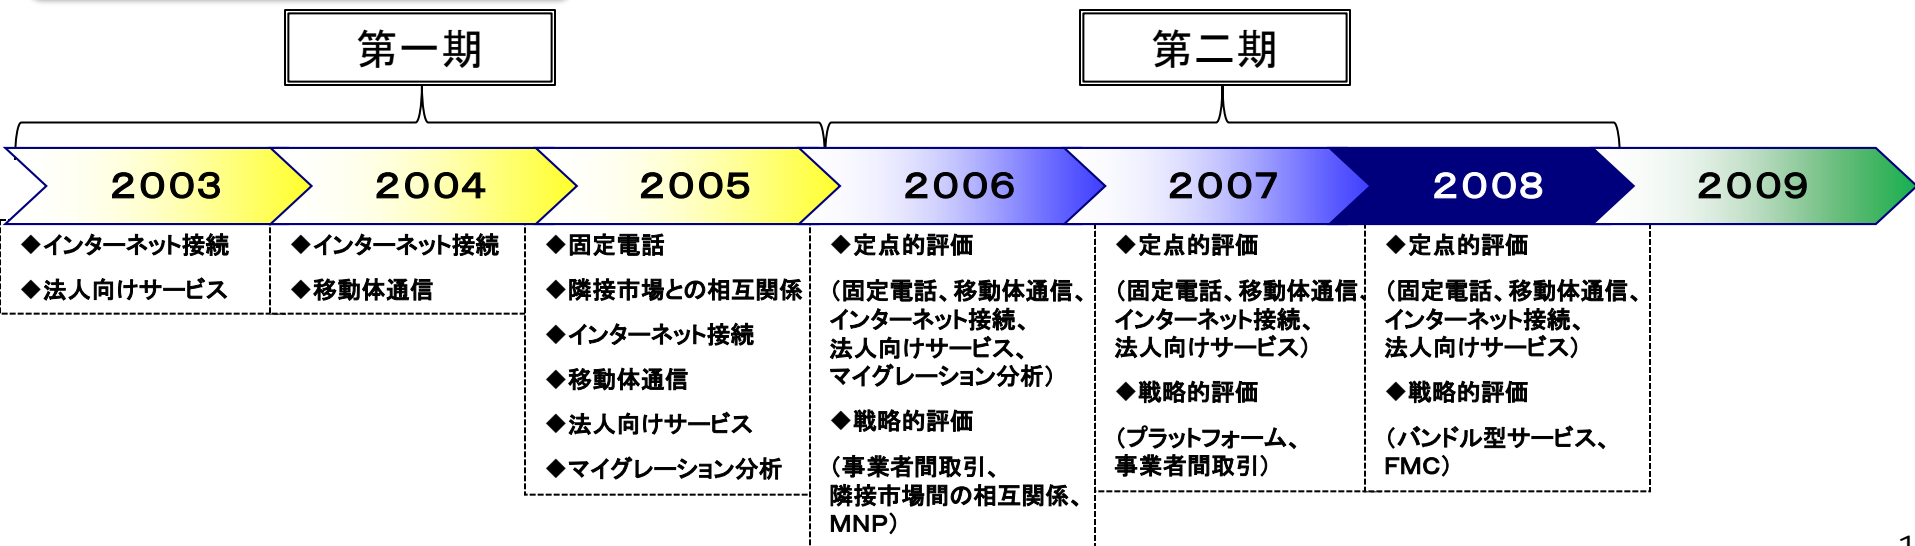 第一期
第二期
2003
2004
2005
2006
2007
2008
2009
◆インターネット接続
◆法人向けサービス
◆インターネット接続
◆移動体通信
◆固定電話
◆隣接市場との相互関係
◆インターネット接続
◆移動体通信
◆法人向けサービス
◆マイグレーション分析
◆定点的評価
（固定電話、移動体通信、
インターネット接続、
法人向けサービス、
マイグレーション分析）
◆戦略的評価
（事業者間取引、
隣接市場間の相互関係、
MNP）
◆定点的評価
（固定電話、移動体通信、
インターネット接続、
法人向けサービス）
◆戦略的評価
（プラットフォーム、
事業者間取引）
◆定点的評価
（固定電話、移動体通信、
インターネット接続、
法人向けサービス）
◆戦略的評価
（バンドル型サービス、
FMC）
1